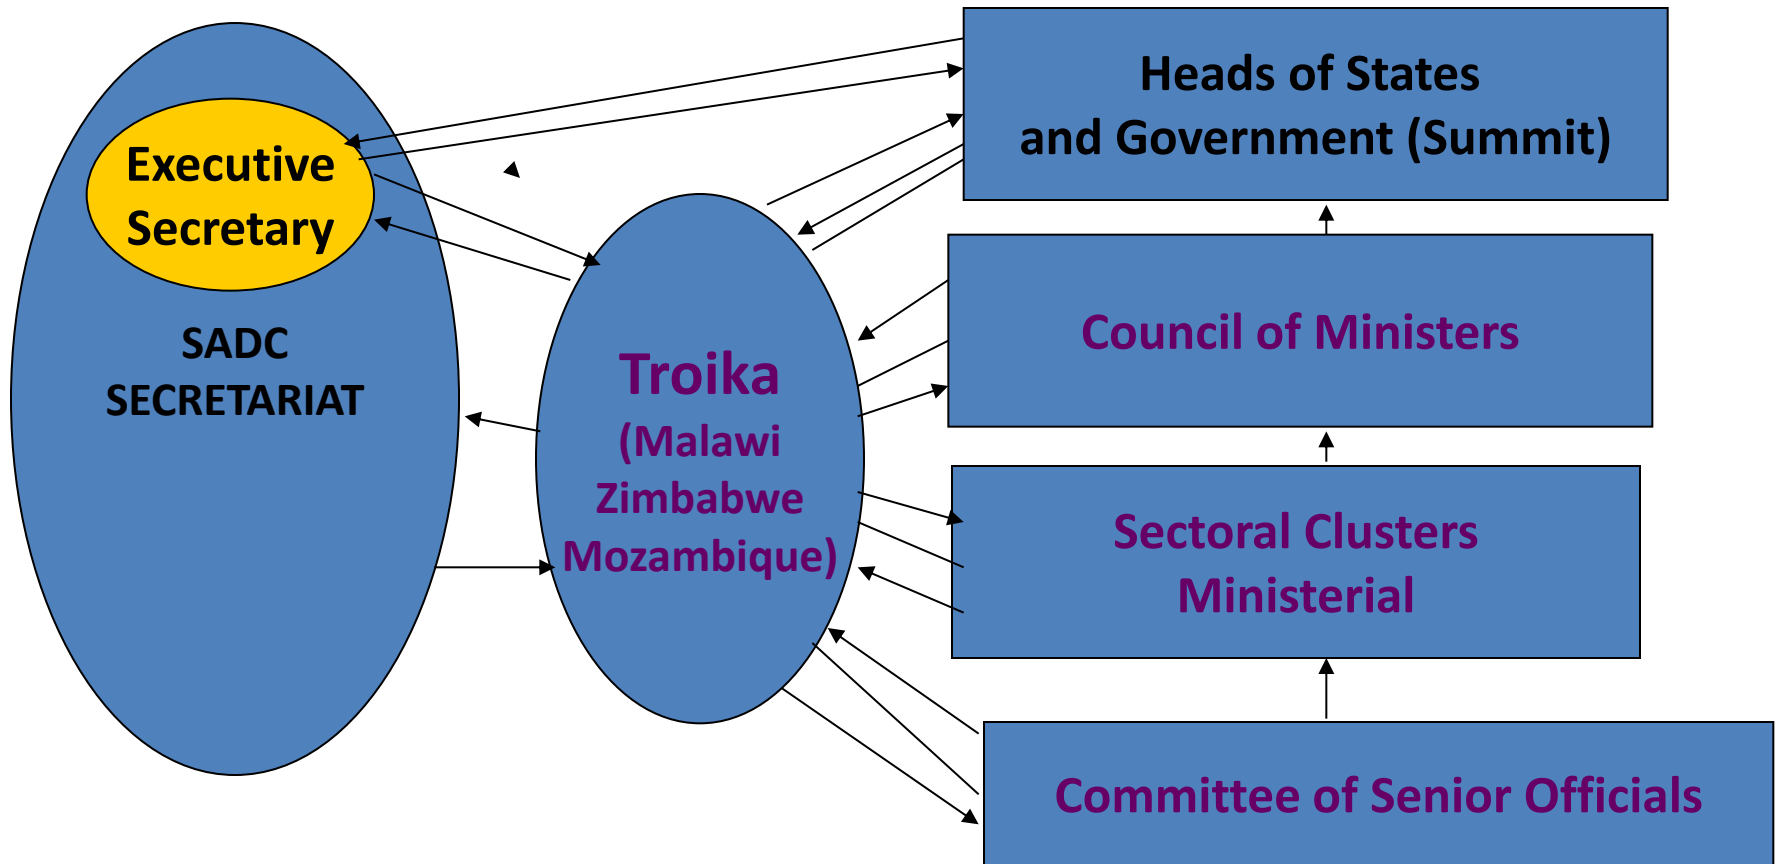 Executive
Secretary
SADC
SECRETARIAT
Troika
(Malawi
Zimbabwe
Mozambique)
Heads of States
and Government (Summit)
Council of Ministers
Sectoral Clusters
Ministerial
Committee of Senior Officials